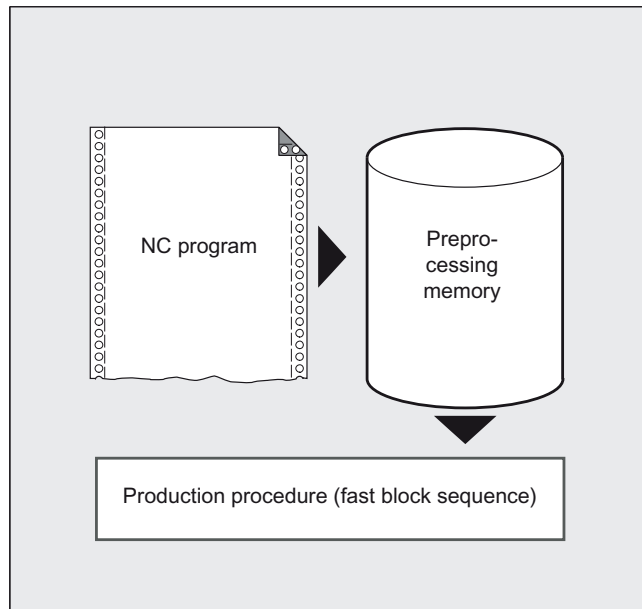 NC program
Prepro-
cessing
memory
Production procedure (fast block sequence)